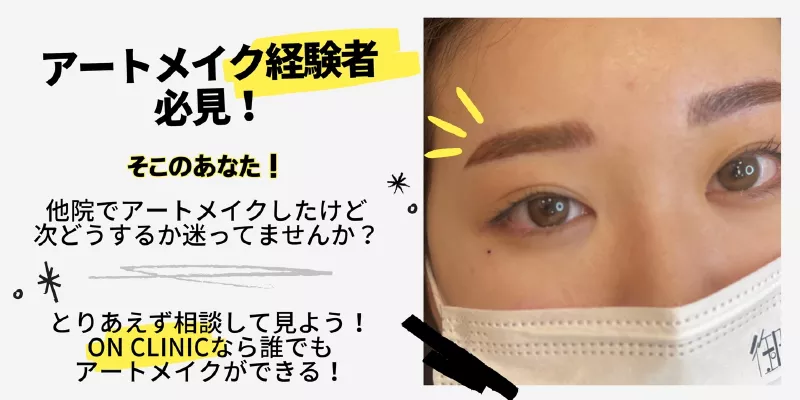 アートメイク経験者
必見！
そこのあなた！
他院でアートメイクしたけど
次どうするか迷ってませんか？
とりあえず相談して見よう！
ON CLINICなら誰でも
アートメイクができる！